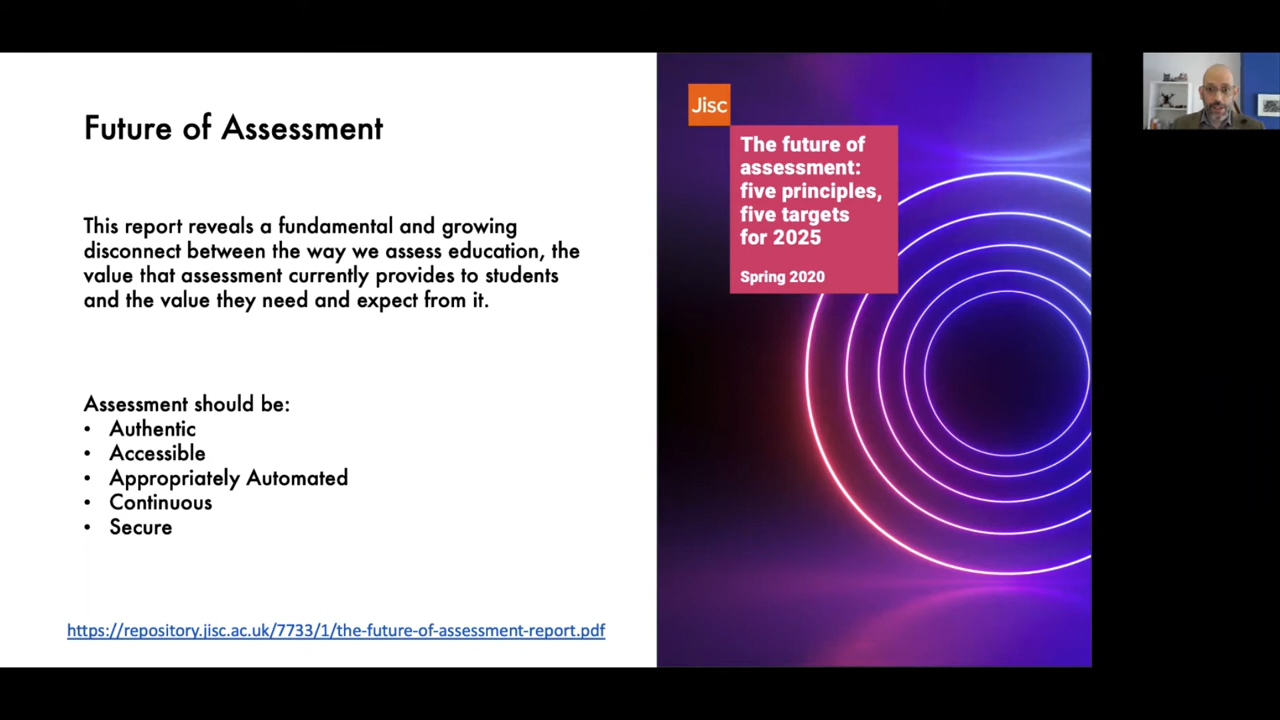 Future of Assessment
This report reveals a fundamental and growing
disconnect between the way we assess education, the
value that assessment currently provides to students
and the value they need and expect from it.
Assessment should be:
• Authentic
• Accessible
• Appropriately Automated
• Continuous
• Secure
https://repository.jisc.ac.uk/7733/1/the-future-of-assessment-report.pdf
Jisc
The future of
assessment:
five principles,
five targets
for 2025
Spring 2020